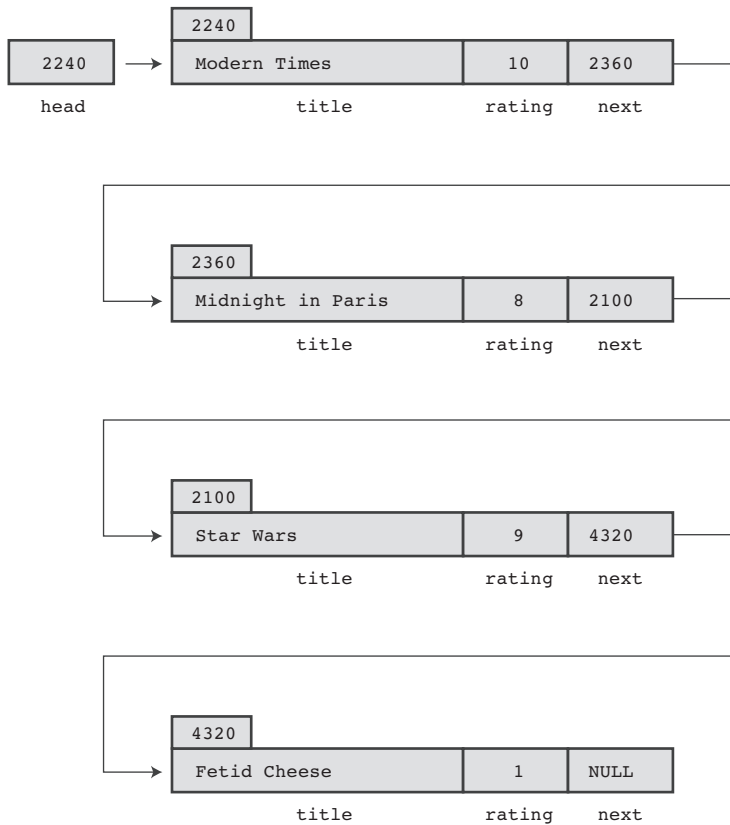 2240
2240 Modern Times 10 2360
head title rating next
2360
Midnight in Paris 8 2100
title rating next
2100
Star Wars 9 4320
title rating next
4320
Fetid Cheese 1 NULL
title rating next